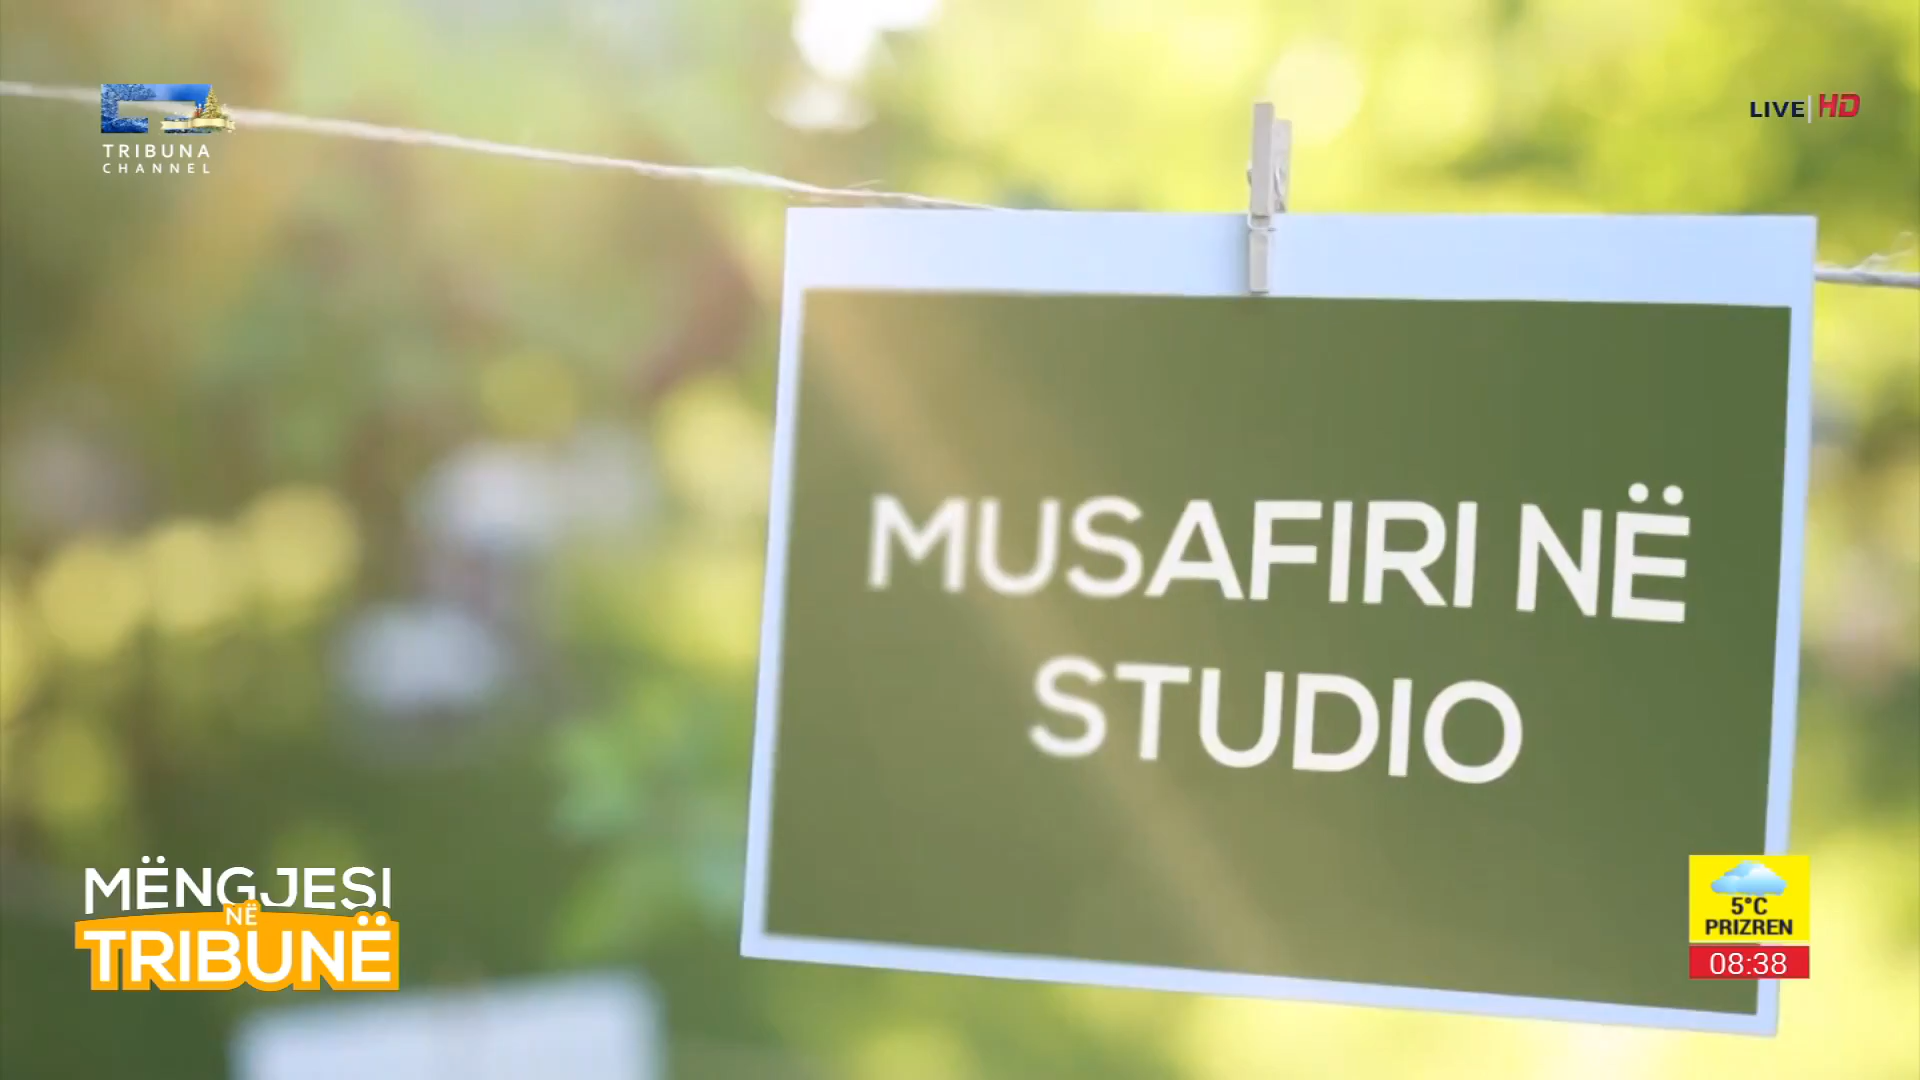 TRIBUNA
CHANNEL
LIVE|HD
MUSAFIRI NË
STUDIO
MËNGJESI
NË
TRIBUNË
5°C
PRIZREN
08:38